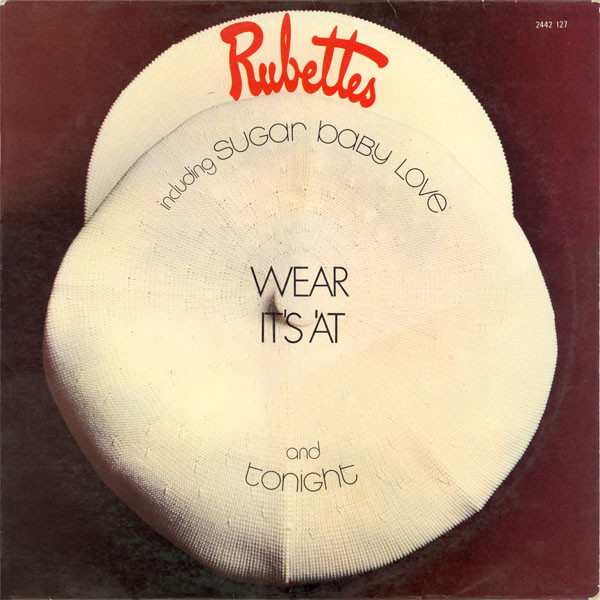 2442 127
Rubettes
including SUGAR baby LOVE
WEAR
IT'S 'AT
and
tonight